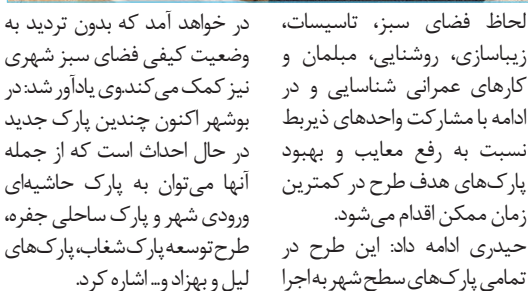 لحاظ فضای سبز، تاسیسات،
زیباسازی، روشنایی، مبلمان و
کارهای عمرانی شناسایی و در
ادامه با مشارکت واحدهای ذیربط
نسبت به رفع معایب و بهبود
پارک‌های هدف طرح در کمترین
زمان ممکن اقدام می‌شود.
حیدری ادامه داد: این طرح در
تمامی پارک‌های سطح شهر به اجرا
در خواهد آمد که بدون تردید به
وضعیت کیفی فضای سبز شهری
نیز کمک می‌کند.وی یادآور شد: در
بوشهر اکنون چندین پارک جدید
در حال احداث است که از جمله
آنها می‌توان به پارک حاشیه‌ای
ورودی شهر و پارک ساحلی جفره،
طرح توسعه پارک شغاب، پارک‌های
لیل و بهزاد و... اشاره کرد.